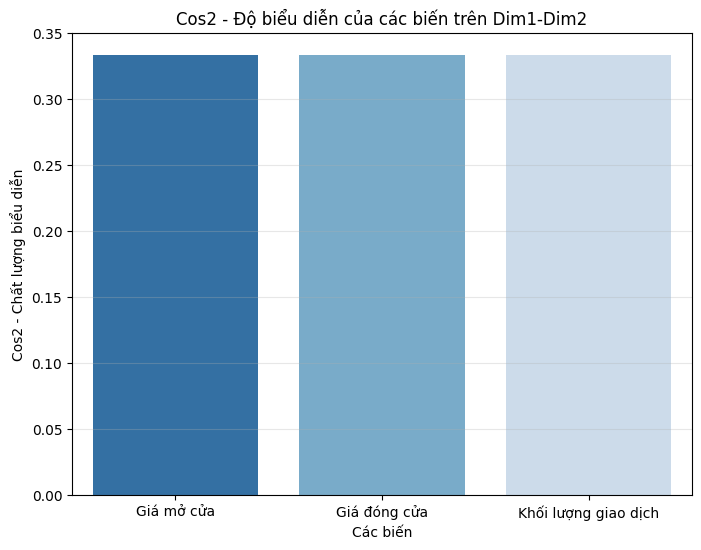 Cos2 - Độ biểu diễn của các biến trên Dim1-Dim2
Cos2 - Chất lượng biểu diễn
0.35
0.30
0.25
0.20
0.15
0.10
0.05
0.00
Giá mở cửa
Giá đóng cửa
Khối lượng giao dịch
Các biến